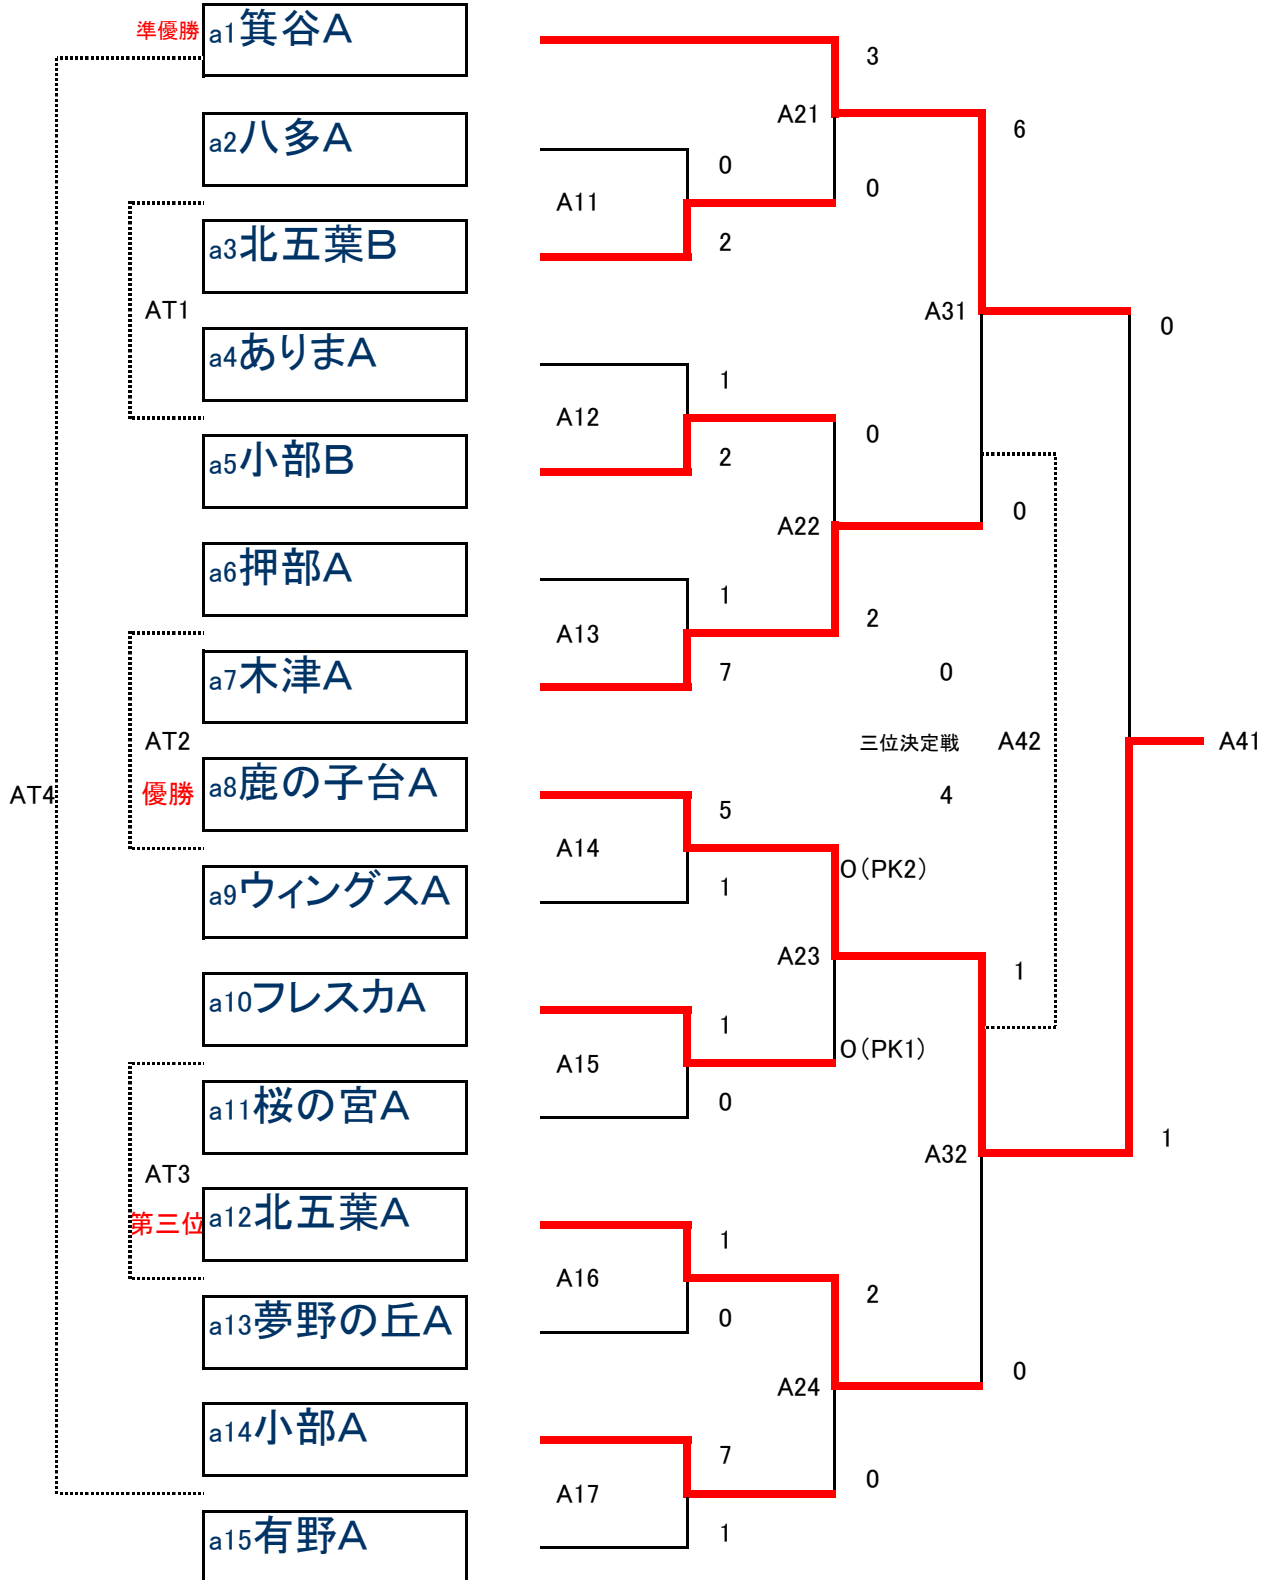 準優勝 a1箕谷A
3
A21
6
a2八多A
0
A11
0
a3北五葉B
2
AT1
A31
0
a4ありまA
1
A12
0
a5小部B
2
A22
0
a6押部A
1
A13
2
a7木津A
7
0
AT2
三位決定戦 A42
A41
AT4
優勝 a8鹿の子台A
5
4
A14
0(PK2)
a9ウィングスA
1
A23
1
a10フレスカA
1
0(PK1)
A15
a11桜の宮A
0
1
A32
AT3
第三位 a12北五葉A
1
A16
2
a13夢野の丘A
0
0
A24
a14小部A
7
0
A17
a15有野A
1